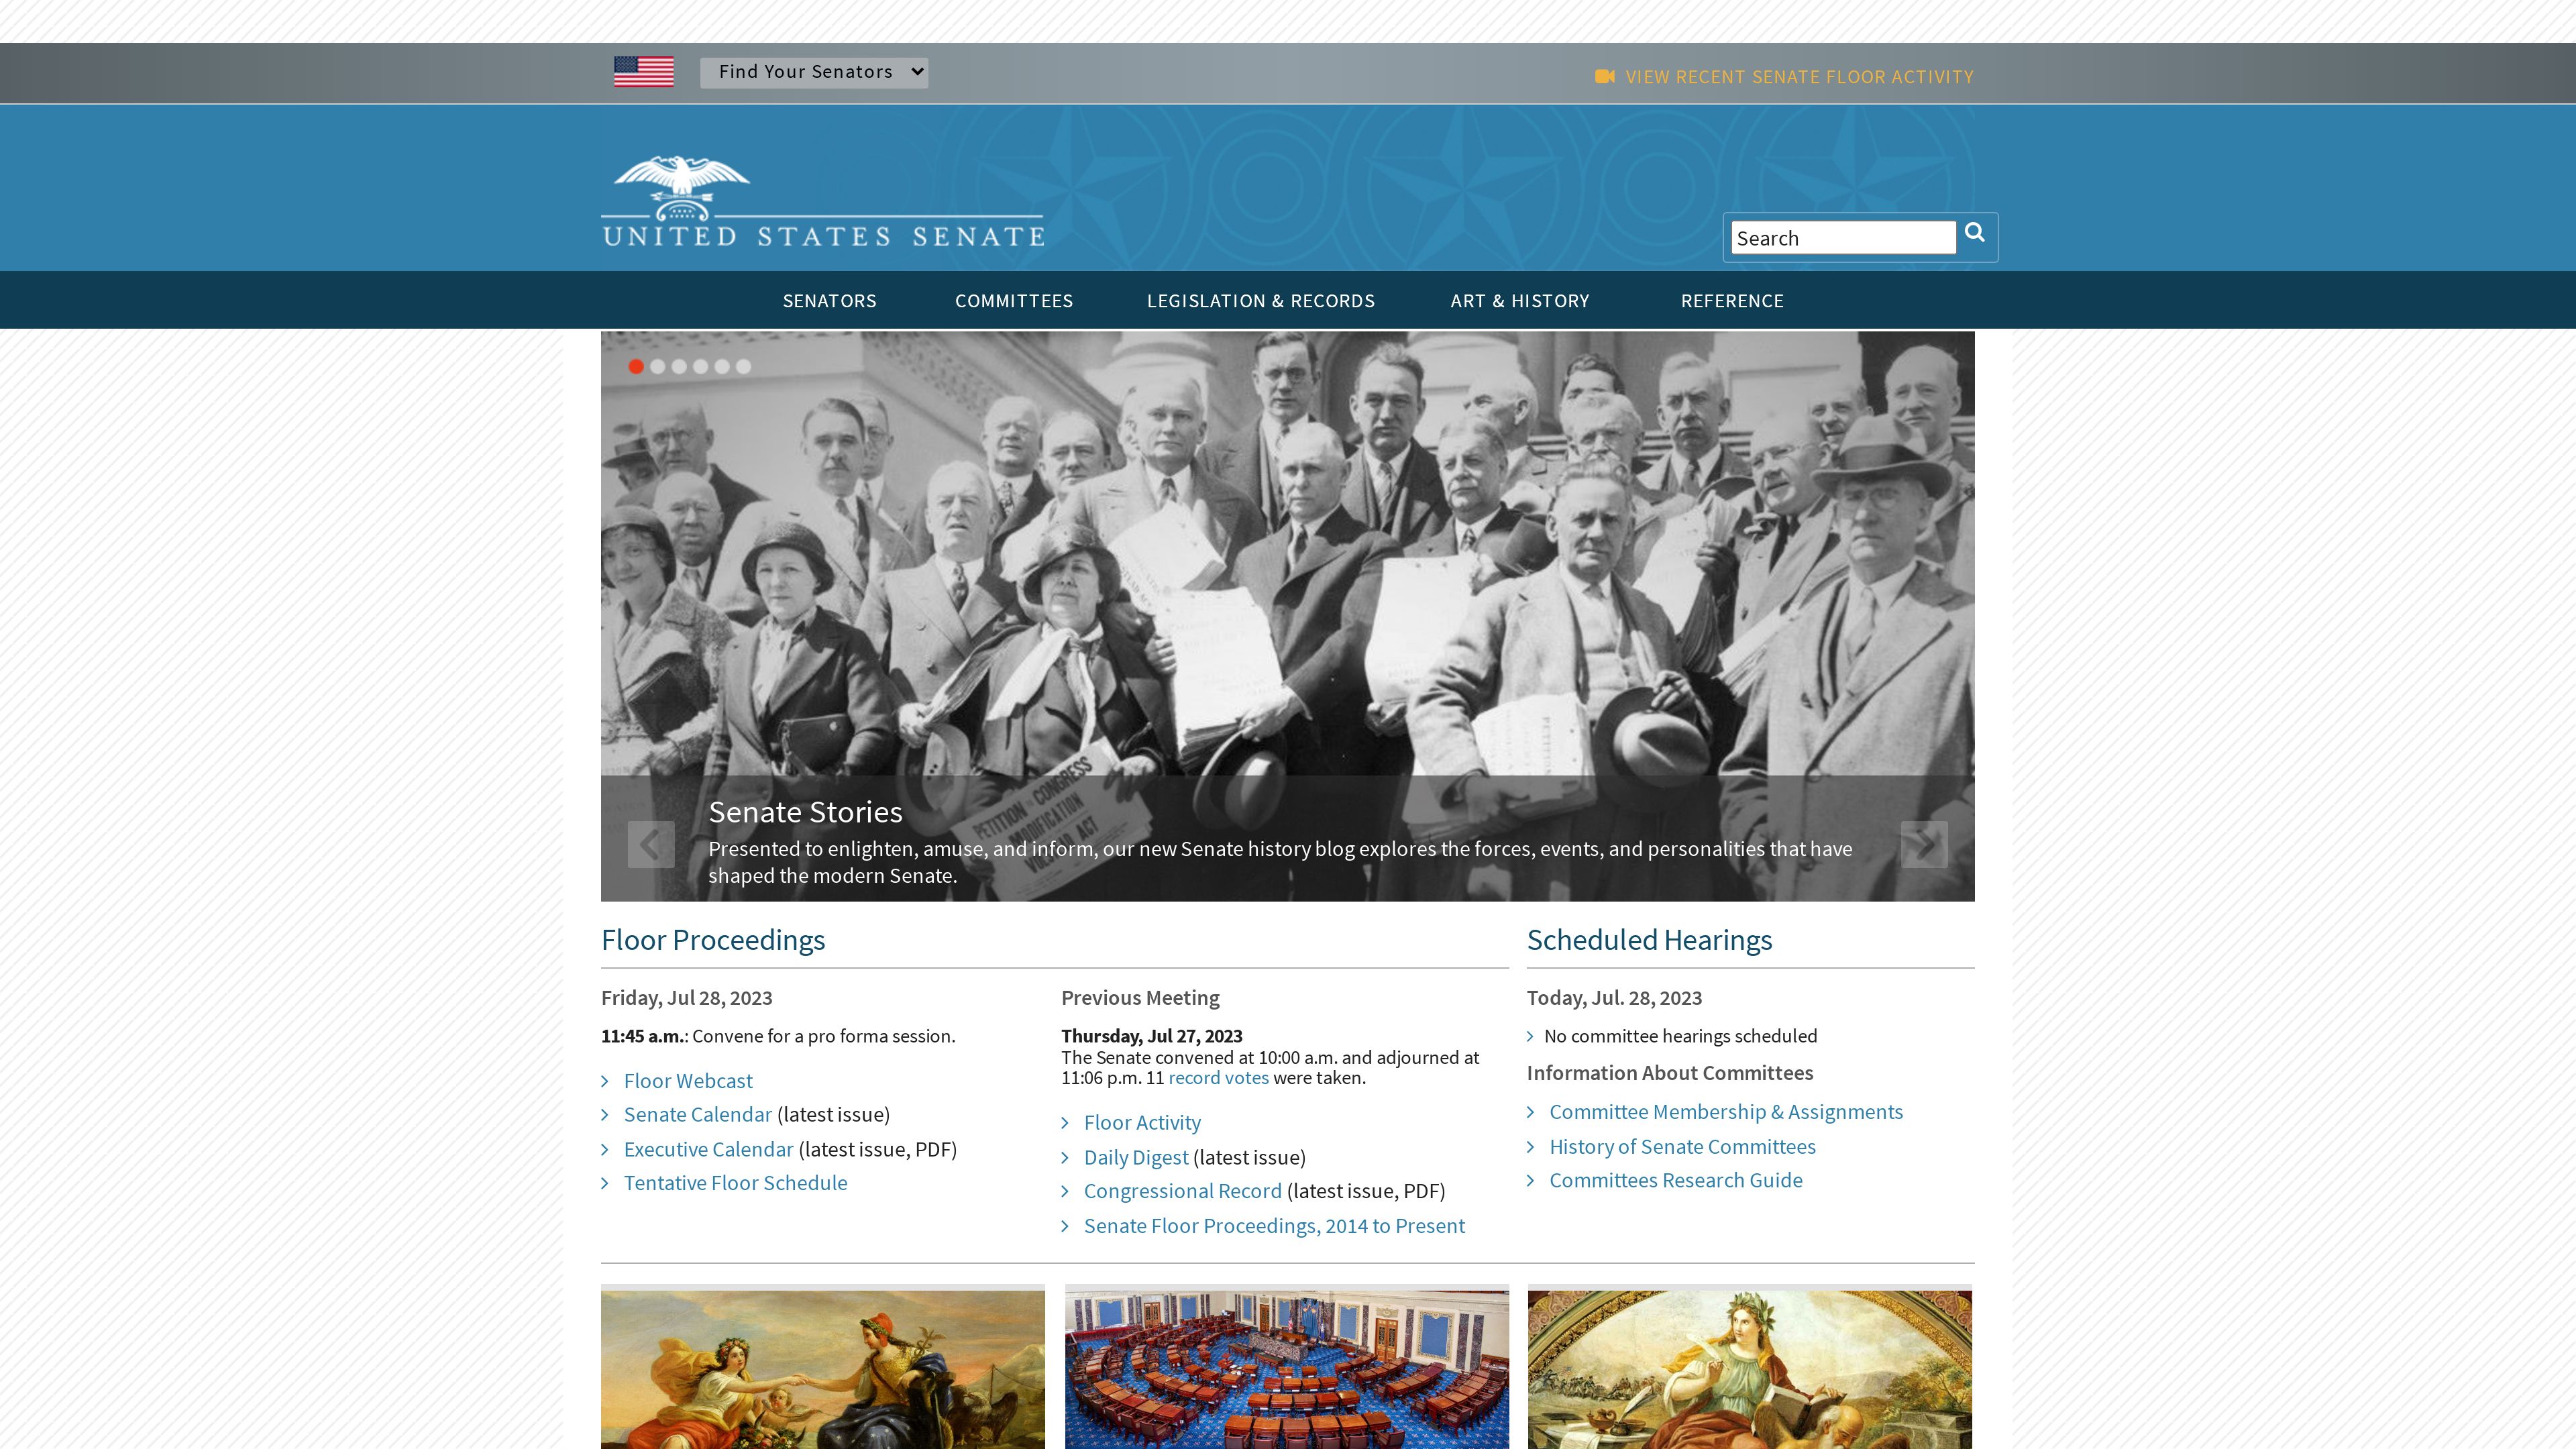 Find Your Senators
VIEW RECENT SENATE FLOOR ACTIVITY
UNITED STATES SENATE
Search
SENATORS
COMMITTEES
LEGISLATION & RECORDS
ART & HISTORY
REFERENCE
PETITION to CONGRESS
MODIFICATION
VOLSTEAD ACT
Senate Stories
Presented to enlighten, amuse, and inform, our new Senate history blog explores the forces, events, and personalities that have
shaped the modern Senate.
Floor Proceedings
Friday, Jul 28, 2023
11:45 a.m.: Convene for a pro forma session.
Floor Webcast
Senate Calendar (latest issue)
Executive Calendar (latest issue, PDF)
Tentative Floor Schedule
Previous Meeting
Thursday, Jul 27, 2023
The Senate convened at 10:00 a.m. and adjourned at
11:06 p.m. 11 record votes were taken.
Floor Activity
Daily Digest (latest issue)
Congressional Record (latest issue, PDF)
Senate Floor Proceedings, 2014 to Present
Scheduled Hearings
Today, Jul. 28, 2023
No committee hearings scheduled
Information About Committees
Committee Membership & Assignments
History of Senate Committees
Committees Research Guide